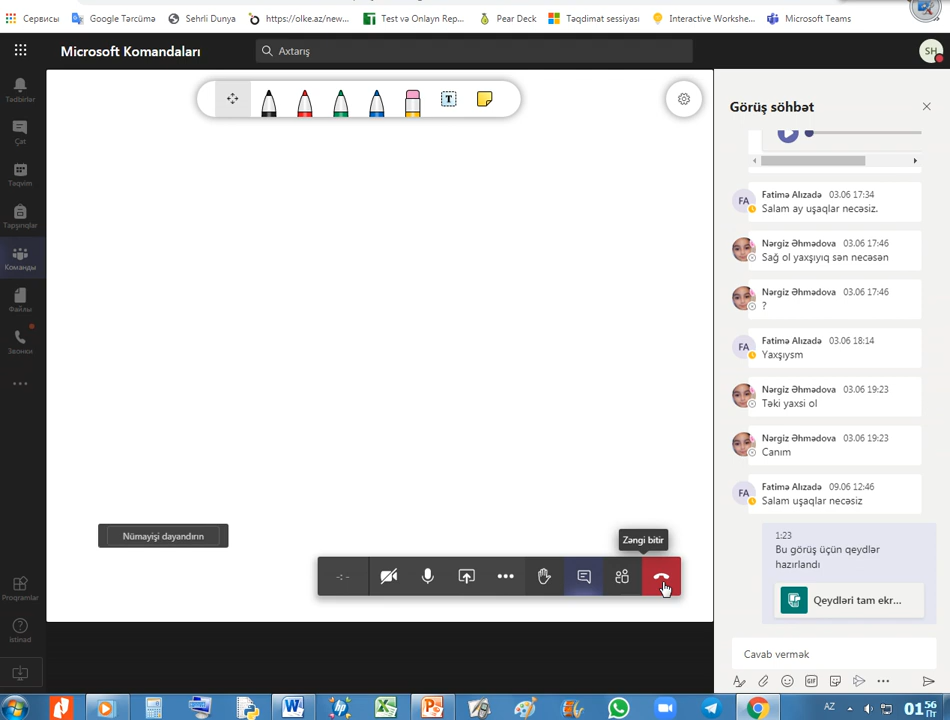 Сервисы Google Tərcümə Sehrli Dunya https://olke.az/new... Test və Onlayn Rep... Pear Deck Təqdimat sessiyası Interactive Workshe... Microsoft Teams
Microsoft Komandaları Axtarış SH
Tədbirlər
Çat
Təqvim
Tapşırıqlar
Команды
Файлы
Звонки
Proqramlar
İstinad
T
Nümayişi dayandırın
Zəngi bitir
-:-
Görüş söhbət
FA Fatimə Alızadə 03.06 17:34
Salam ay uşaqlar necəsiz.
Nərgiz Əhmədova 03.06 17:46
Sağ ol yaxşıyıq sən necəsən
Nərgiz Əhmədova 03.06 17:46
?
FA Fatimə Alızadə 03.06 18:14
Yaxşıysm
Nərgiz Əhmədova 03.06 19:23
Təki yaxsi ol
Nərgiz Əhmədova 03.06 19:23
Canım
FA Fatimə Alızadə 09.06 12:46
Salam uşaqlar necəsiz
1:23
Bu görüş üçün qeydlər
hazırlandı
Qeydləri tam ekr...
Cavab vermək
GIF
AZ 01 56
Пт